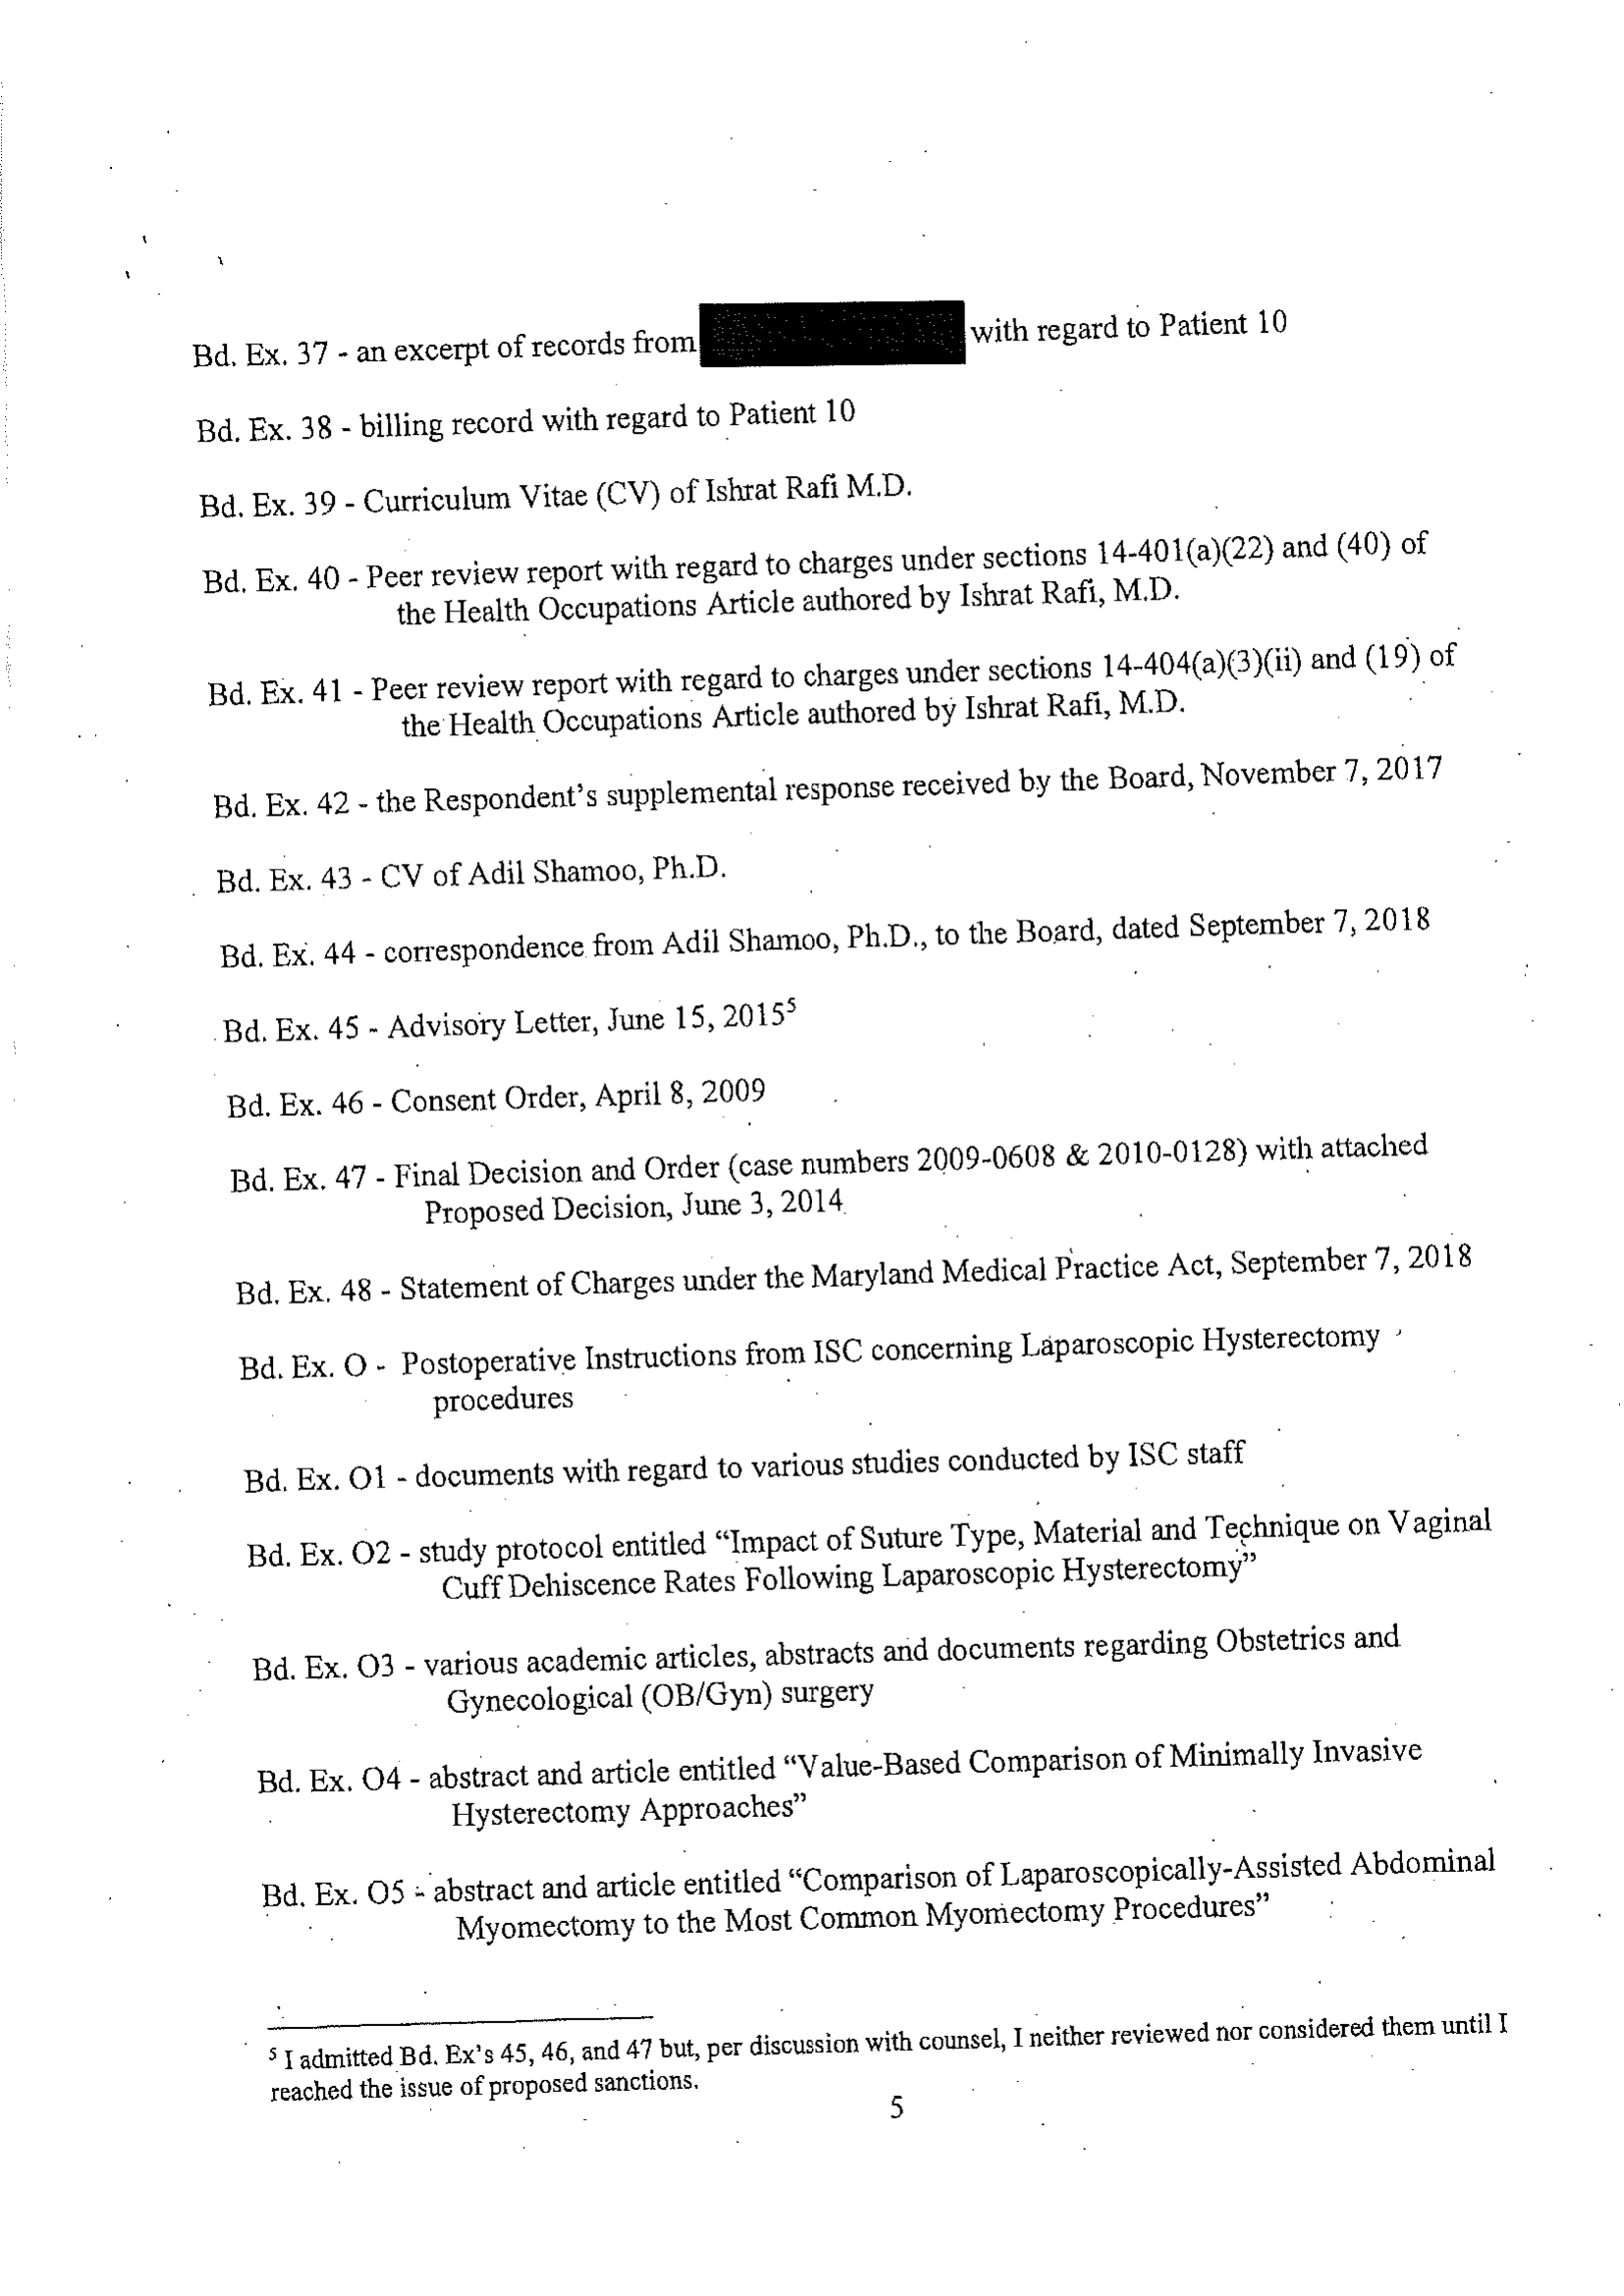 Bd. Ex. 37 - an excerpt of records from with regard to Patient 10
Bd. Ex. 38 - billing record with regard to Patient 10
Bd. Ex. 39 - Curriculum Vitae (CV) of Ishrat Rafi M.D.
Bd. Ex. 40 - Peer review report with regard to charges under sections 14-401(a)(22) and (40) of
the Health Occupations Article authored by Ishrat Rafi, M.D.
Bd. Ex. 41 - Peer review report with regard to charges under sections 14-404(a)(3)(ii) and (19) of
the Health Occupations Article authored by Ishrat Rafi, M.D.
Bd. Ex. 42 - the Respondent's supplemental response received by the Board, November 7, 2017
Bd. Ex. 43 - CV of Adil Shamoo, Ph.D.
Bd. Ex. 44 - correspondence from Adil Shamoo, Ph.D., to the Board, dated September 7, 2018
Bd. Ex. 45 - Advisory Letter, June 15, 2015⁵
Bd. Ex. 46 - Consent Order, April 8, 2009
Bd. Ex. 47 - Final Decision and Order (case numbers 2009-0608 & 2010-0128) with attached
Proposed Decision, June 3, 2014
Bd. Ex. 48 - Statement of Charges under the Maryland Medical Practice Act, September 7, 2018
Bd. Ex. O - Postoperative Instructions from ISC concerning Laparoscopic Hysterectomy
procedures
Bd. Ex. O1 - documents with regard to various studies conducted by ISC staff
Bd. Ex. O2 - study protocol entitled “Impact of Suture Type, Material and Technique on Vaginal
Cuff Dehiscence Rates Following Laparoscopic Hysterectomy”
Bd. Ex. O3 - various academic articles, abstracts and documents regarding Obstetrics and
Gynecological (OB/Gyn) surgery
Bd. Ex. O4 - abstract and article entitled “Value-Based Comparison of Minimally Invasive
Hysterectomy Approaches”
Bd. Ex. O5 - abstract and article entitled “Comparison of Laparoscopically-Assisted Abdominal
Myomectomy to the Most Common Myomectomy Procedures”
⁵ I admitted Bd. Ex's 45, 46, and 47 but, per discussion with counsel, I neither reviewed nor considered them until I
reached the issue of proposed sanctions.
5